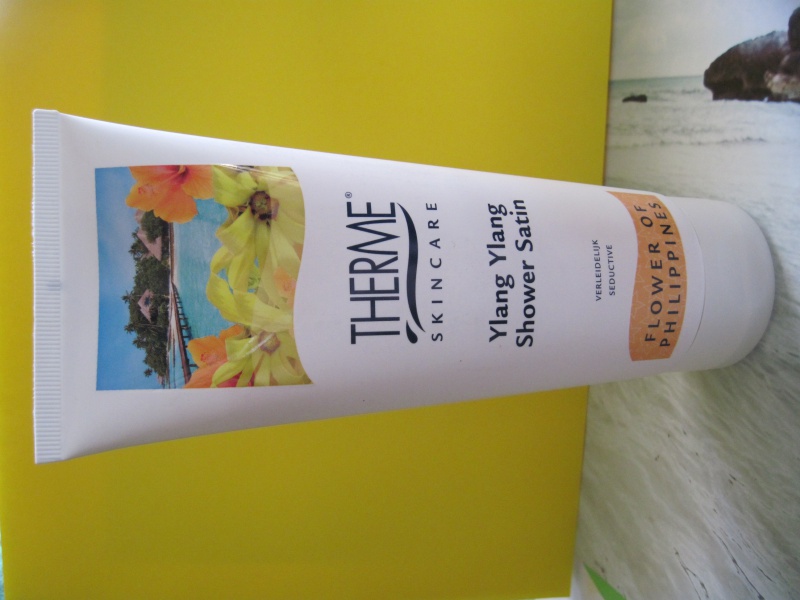 THERME®
SKINCARE
Ylang Ylang
Shower Satin
VERLEIDELIJK
SEDUCTIVE
FLOWER OF
PHILIPPINES